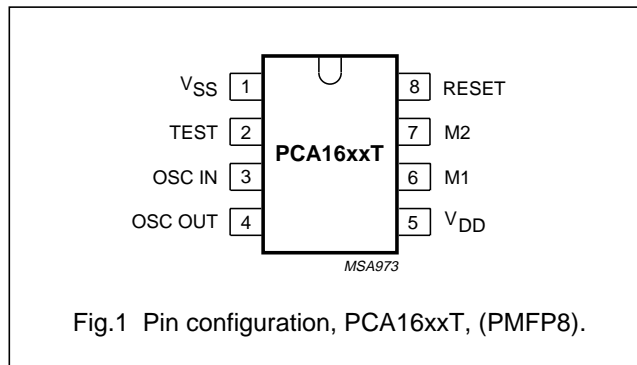 VSS 1 8 RESET
TEST 2 7 M2
PCA16xxT
OSC IN 3 6 M1
OSC OUT 4 5 VDD
MSA973
Fig.1 Pin configuration, PCA16xxT, (PMFP8).